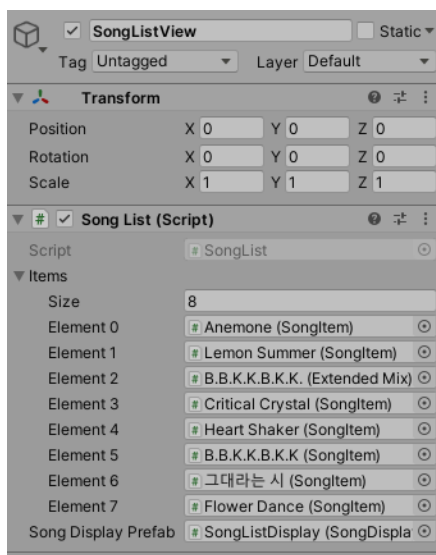 SongListView Static
Tag Untagged Layer Default
Transform
Position X 0 Y 0 Z 0
Rotation X 0 Y 0 Z 0
Scale X 1 Y 1 Z 1
# Song List (Script)
Script # SongList
Items
Size 8
Element 0 # Anemone (SongItem)
Element 1 # Lemon Summer (SongItem)
Element 2 # B.B.K.K.B.K.K. (Extended Mix)
Element 3 # Critical Crystal (SongItem)
Element 4 # Heart Shaker (SongItem)
Element 5 # B.B.K.K.B.K.K (SongItem)
Element 6 # 그대라는 시 (SongItem)
Element 7 # Flower Dance (SongItem)
Song Display Prefab # SongListDisplay (SongDispla